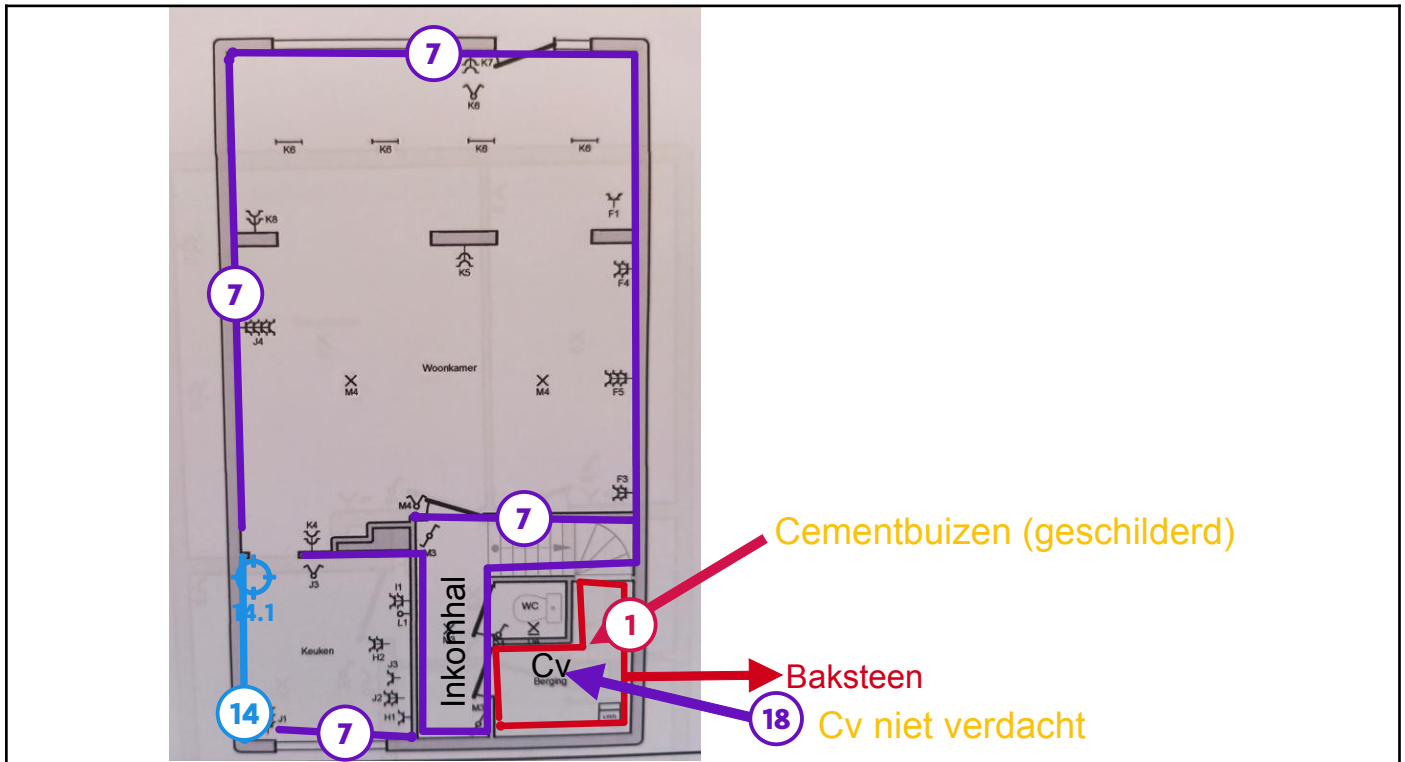 7
K7
K6
K6
K6
K6
K6
K8
F1
K5
F4
7
J4
Woonkamer
M4
M4
F5
F3
M4
7
K4
M3
Cementbuizen (geschilderd)
J3
14.1
I1
L1
WC
1
Keuken
H2
J3
Inkomhal
Cv
Berging
Baksteen
J2
H1
M3
14
J1
7
18
Cv niet verdacht